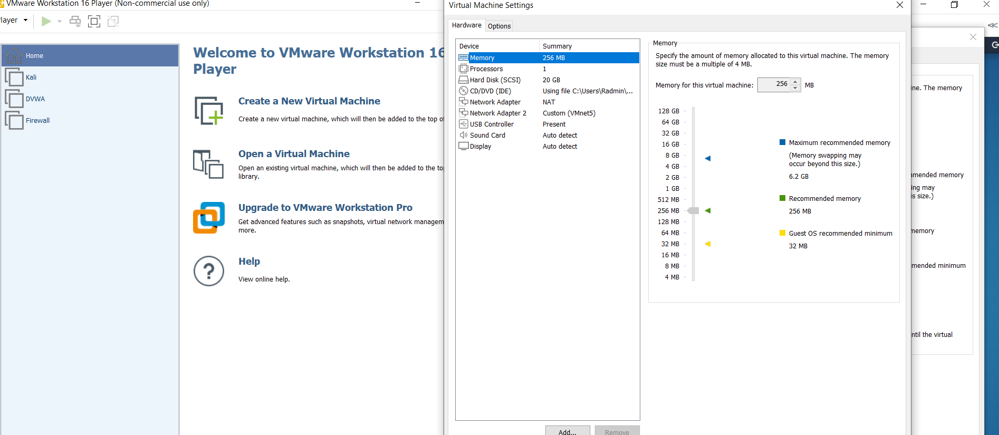 VMware Workstation 16 Player (Non-commercial use only)
layer
Home
Kali
DVWA
Firewall
Welcome to VMware Workstation 16
Player
Create a New Virtual Machine
Create a new virtual machine, which will then be added to the top of
Open a Virtual Machine
Open an existing virtual machine, which will then be added to the to
library.
Upgrade to VMware Workstation Pro
Get advanced features such as snapshots, virtual network managem
more.
?
Help
View online help.
Virtual Machine Settings
Hardware Options
Device Summary
Memory 256 MB
Processors 1
Hard Disk (SCSI) 20 GB
CD/DVD (IDE) Using file C:\Users\Radmin\...
Network Adapter NAT
Network Adapter 2 Custom (VMnet5)
USB Controller Present
Sound Card Auto detect
Display Auto detect
Add... Remove
Memory
Specify the amount of memory allocated to this virtual machine. The memory
size must be a multiple of 4 MB.
Memory for this virtual machine: 256 MB
128 GB
64 GB
32 GB
16 GB
8 GB
4 GB
2 GB
1 GB
512 MB
256 MB
128 MB
64 MB
32 MB
16 MB
8 MB
4 MB
Maximum recommended memory
(Memory swapping may
occur beyond this size.)
6.2 GB
Recommended memory
256 MB
Guest OS recommended minimum
32 MB
ine. The memory
mended memory
ing may
is size.)
memory
mended minimum
ntil the virtual